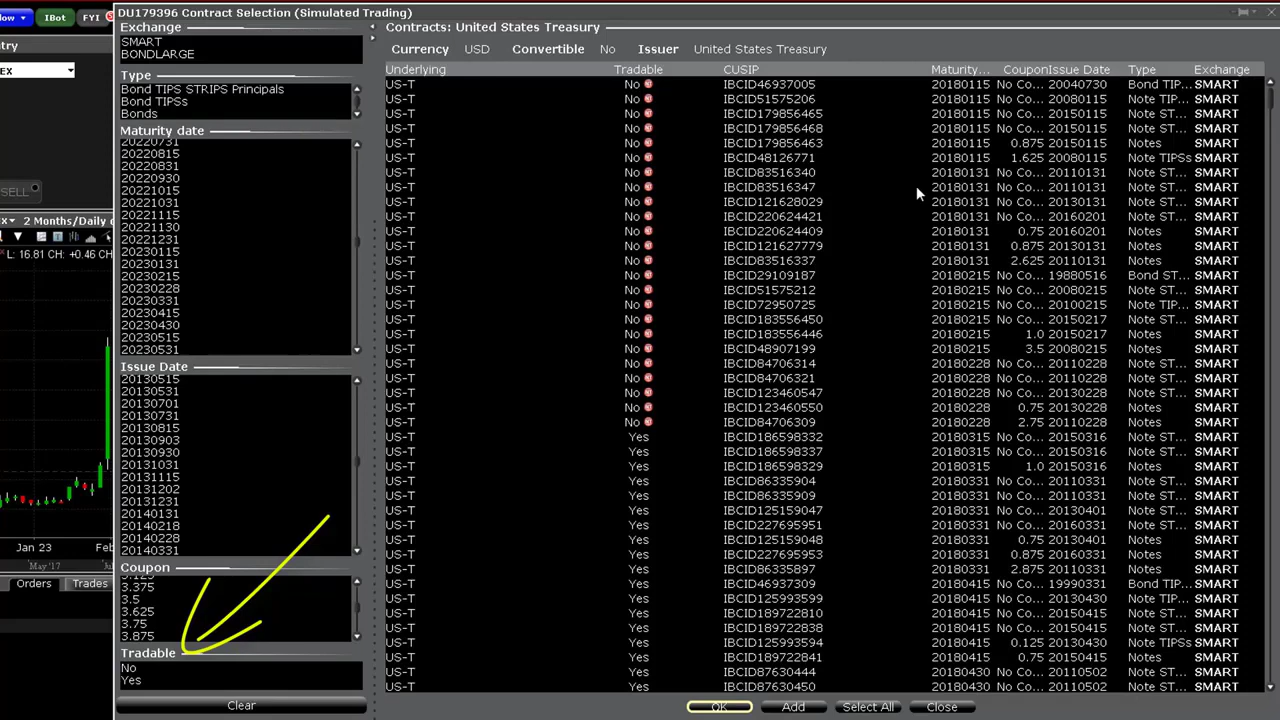 DU179396 Contract Selection (Simulated Trading)
IBot
FYI
Exchange
SMART
BONDLARGE
Type
Bond TIPS STRIPS Principals
Bond TIPSs
Bonds
Maturity date
20220731
20220815
20220831
20220930
20221015
20221031
20221115
20221130
20221231
20230115
20230131
20230215
20230228
20230331
20230415
20230430
20230515
20230531
Issue Date
20130515
20130531
20130701
20130731
20130815
20130903
20130930
20131031
20131115
20131202
20131231
20140131
20140218
20140228
20140331
Coupon
3.125
3.375
3.5
3.625
3.75
3.875
Tradable
No
Yes
Clear
SELL
2 Months/Daily
L: 16.81 CH: +0.46
Jan 23
May '17
Orders
Trades
Contracts: United States Treasury
Currency USD Convertible No Issuer United States Treasury
Underlying Tradable CUSIP Maturity... Coupon Issue Date Type Exchange
US-T No IBCID46937005 20180115 No Co... 20040730 Bond TIP... SMART
US-T No IBCID51575206 20180115 No Co... 20080115 Note TIP... SMART
US-T No IBCID179856465 20180115 No Co... 20150115 Note ST... SMART
US-T No IBCID179856468 20180115 No Co... 20150115 Note ST... SMART
US-T No IBCID179856463 20180115 0.875 20150115 Notes SMART
US-T No IBCID48126771 20180115 1.625 20080115 Note TIPSs SMART
US-T No IBCID83516340 20180131 No Co... 20110131 Note ST... SMART
US-T No IBCID83516347 20180131 No Co... 20110131 Note ST... SMART
US-T No IBCID121628029 20180131 No Co... 20130131 Note ST... SMART
US-T No IBCID220624421 20180131 No Co... 20160201 Note ST... SMART
US-T No IBCID220624409 20180131 0.75 20160201 Notes SMART
US-T No IBCID121627779 20180131 0.875 20130131 Notes SMART
US-T No IBCID83516337 20180131 2.625 20110131 Notes SMART
US-T No IBCID29109187 20180215 No Co... 19880516 Bond ST... SMART
US-T No IBCID51575212 20180215 No Co... 20080215 Note ST... SMART
US-T No IBCID72950725 20180215 No Co... 20100215 Note TIP... SMART
US-T No IBCID183556450 20180215 No Co... 20150217 Note ST... SMART
US-T No IBCID183556446 20180215 1.0 20150217 Notes SMART
US-T No IBCID48907199 20180215 3.5 20080215 Notes SMART
US-T No IBCID84706314 20180228 No Co... 20110228 Note ST... SMART
US-T No IBCID84706321 20180228 No Co... 20110228 Note ST... SMART
US-T No IBCID123460547 20180228 No Co... 20130228 Note ST... SMART
US-T No IBCID123460550 20180228 0.75 20130228 Notes SMART
US-T No IBCID84706309 20180228 2.75 20110228 Notes SMART
US-T Yes IBCID186598332 20180315 No Co... 20150316 Note ST... SMART
US-T Yes IBCID186598337 20180315 No Co... 20150316 Note ST... SMART
US-T Yes IBCID186598329 20180315 1.0 20150316 Notes SMART
US-T Yes IBCID86335904 20180331 No Co... 20110331 Note ST... SMART
US-T Yes IBCID86335909 20180331 No Co... 20110331 Note ST... SMART
US-T Yes IBCID125159047 20180331 No Co... 20130401 Note ST... SMART
US-T Yes IBCID227695951 20180331 No Co... 20160331 Note ST... SMART
US-T Yes IBCID125159048 20180331 0.75 20130401 Notes SMART
US-T Yes IBCID227695953 20180331 0.875 20160331 Notes SMART
US-T Yes IBCID86335897 20180331 2.875 20110331 Notes SMART
US-T Yes IBCID46937309 20180415 No Co... 19990331 Bond TIP... SMART
US-T Yes IBCID125993599 20180415 No Co... 20130430 Note TIP... SMART
US-T Yes IBCID189722810 20180415 No Co... 20150415 Note ST... SMART
US-T Yes IBCID189722838 20180415 No Co... 20150415 Note ST... SMART
US-T Yes IBCID125993594 20180415 0.125 20130430 Note TIPSs SMART
US-T Yes IBCID189722841 20180415 0.75 20150415 Notes SMART
US-T Yes IBCID87630444 20180430 No Co... 20110502 Note ST... SMART
US-T Yes IBCID87630450 20180430 No Co... 20110502 Note ST... SMART
OK
Add
Select All
Close